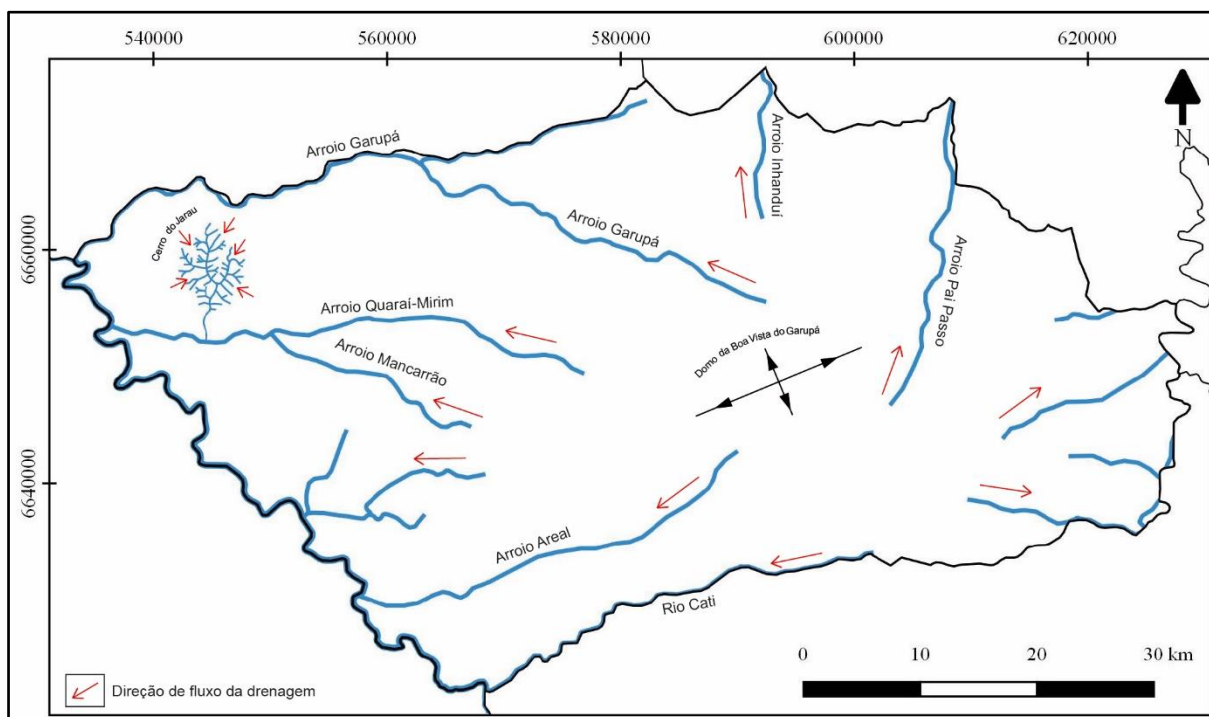 540000
560000
580000
600000
620000
N
Arroio Garupá
Arroio Inhanduí
Cerro do Jarau
Arroio Garupá
6660000
Arroio Pai Passo
Arroio Quaraí-Mirim
Domo da Boa Vista do Garupá
Arroio Mancarrão
6640000
Arroio Areal
Rio Cati
0 10 20 30 km
Direção de fluxo da drenagem